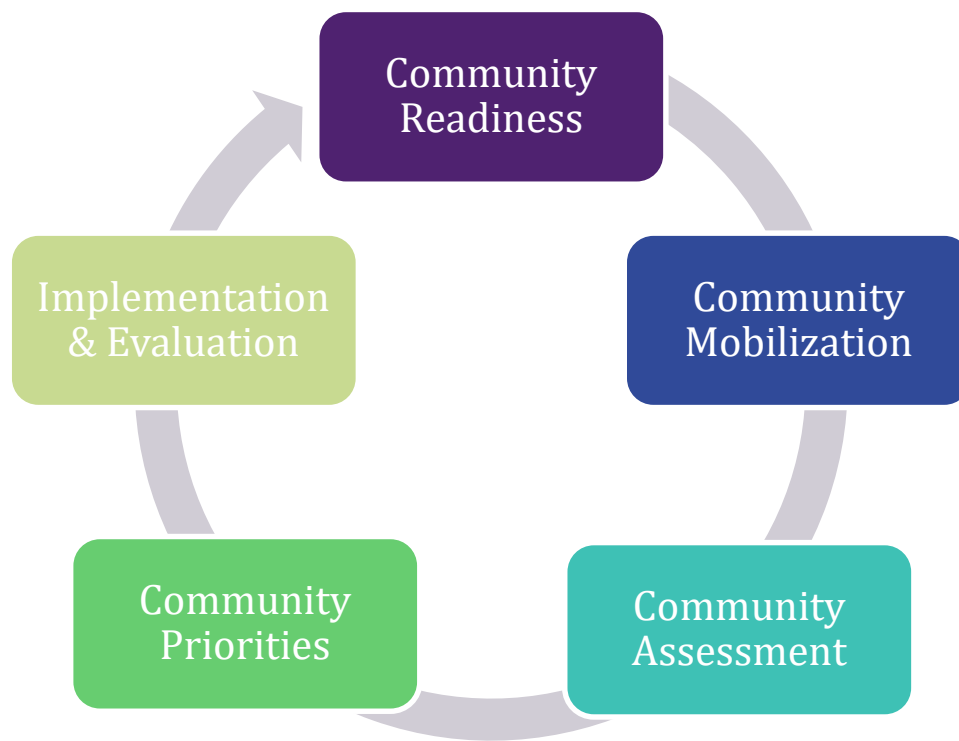 Community
Readiness
Community
Mobilization
Community
Assessment
Community
Priorities
Implementation
& Evaluation